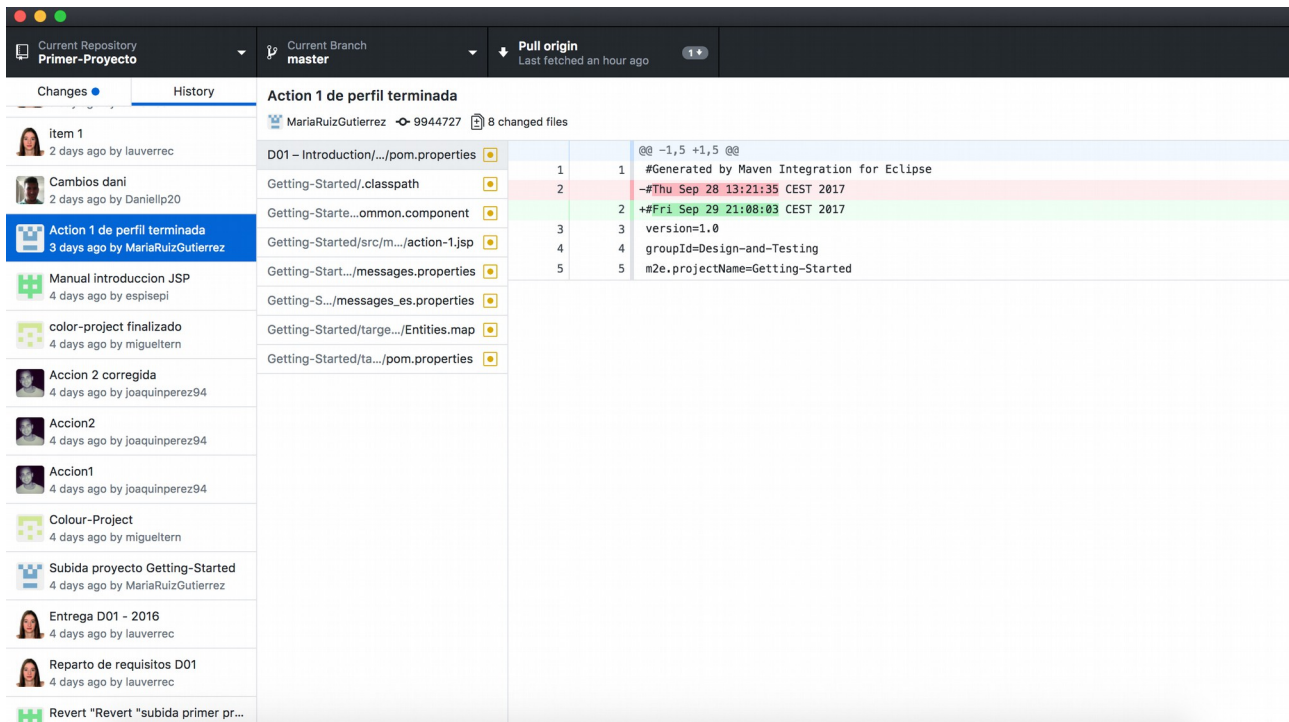 Current Repository
Primer-Proyecto
Current Branch
master
Pull origin
Last fetched an hour ago
1
Changes
History
item 1
2 days ago by lauverrec
Cambios dani
2 days ago by Daniellp20
Action 1 de perfil terminada
3 days ago by MariaRuizGutierrez
Manual introduccion JSP
4 days ago by espisepi
color-project finalizado
4 days ago by migueltern
Accion 2 corregida
4 days ago by joaquinperez94
Accion2
4 days ago by joaquinperez94
Accion1
4 days ago by joaquinperez94
Colour-Project
4 days ago by migueltern
Subida proyecto Getting-Started
4 days ago by MariaRuizGutierrez
Entrega D01 - 2016
4 days ago by lauverrec
Reparto de requisitos D01
4 days ago by lauverrec
Revert "Revert "subida primer pr...
Action 1 de perfil terminada
MariaRuizGutierrez 9944727 8 changed files
D01 – Introduction/.../pom.properties
Getting-Started/.classpath
Getting-Starte...ommon.component
Getting-Started/src/m.../action-1.jsp
Getting-Start.../messages.properties
Getting-S.../messages_es.properties
Getting-Started/targe.../Entities.map
Getting-Started/ta.../pom.properties
@@ -1,5 +1,5 @@
1 1 #Generated by Maven Integration for Eclipse
2 -#Thu Sep 28 13:21:35 CEST 2017
2 +#Fri Sep 29 21:08:03 CEST 2017
3 3 version=1.0
4 4 groupId=Design-and-Testing
5 5 m2e.projectName=Getting-Started